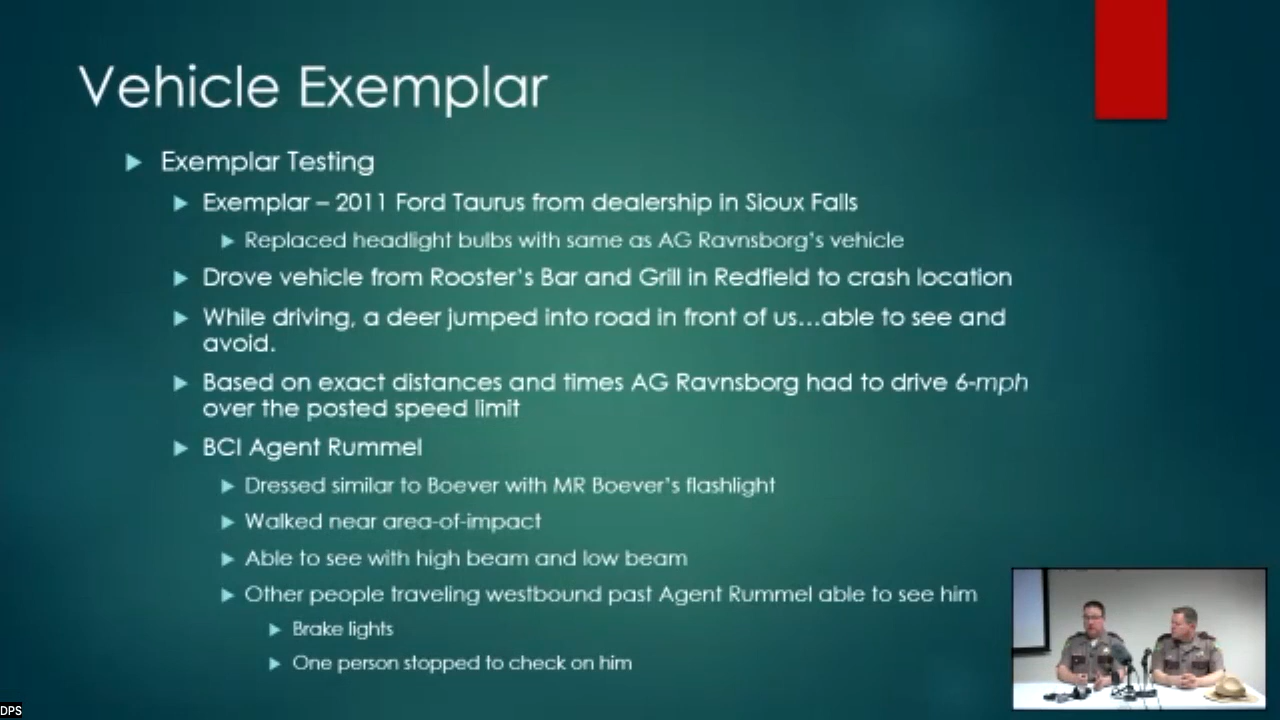 Vehicle Exemplar
Exemplar Testing
Exemplar – 2011 Ford Taurus from dealership in Sioux Falls
Replaced headlight bulbs with same as AG Ravnsborg's vehicle
Drove vehicle from Rooster's Bar and Grill in Redfield to crash location
While driving, a deer jumped into road in front of us...able to see and
avoid.
Based on exact distances and times AG Ravnsborg had to drive 6-mph
over the posted speed limit
BCI Agent Rummel
Dressed similar to Boever with MR Boever's flashlight
Walked near area-of-impact
Able to see with high beam and low beam
Other people traveling westbound past Agent Rummel able to see him
Brake lights
One person stopped to check on him
DPS